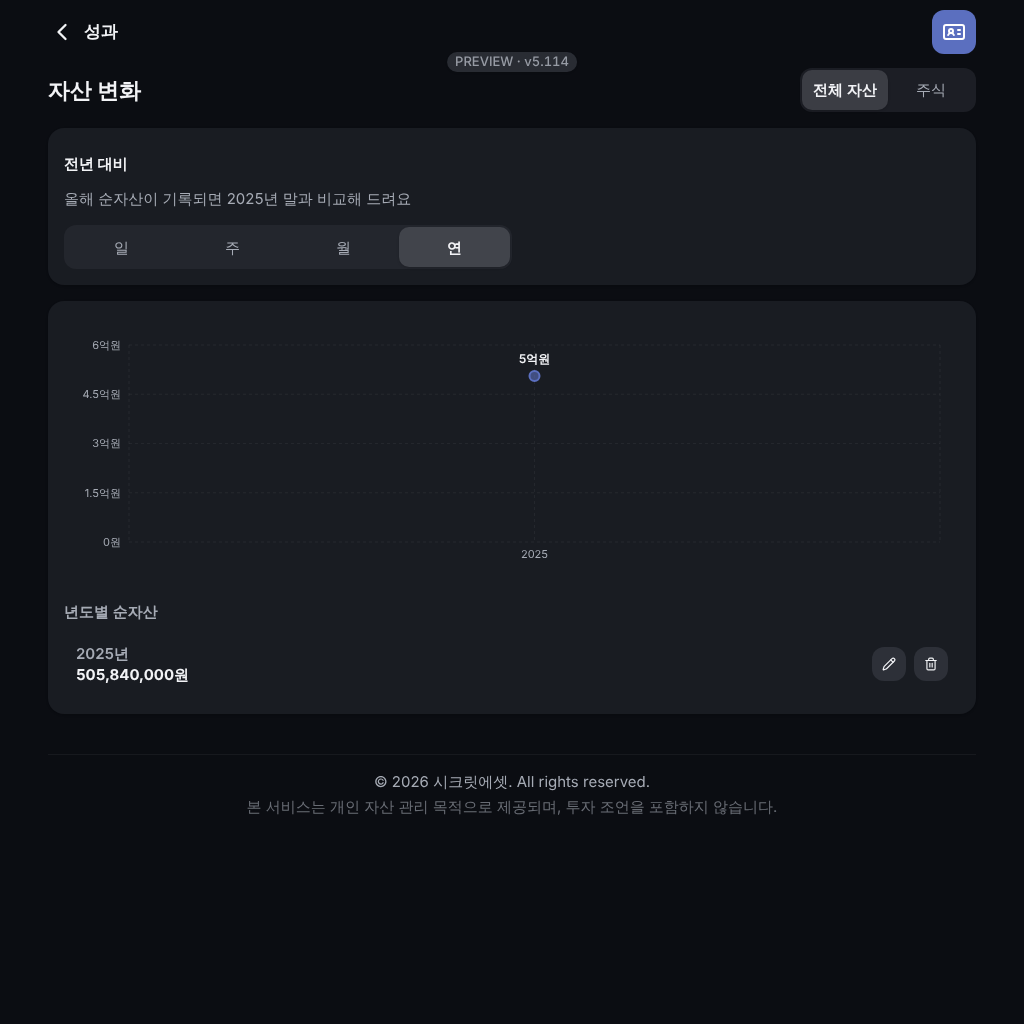 성과
PREVIEW · v5.114
자산 변화
전체 자산 주식
전년 대비
올해 순자산이 기록되면 2025년 말과 비교해 드려요
일 주 월 연
6억원
5억원
4.5억원
3억원
1.5억원
0원
2025
년도별 순자산
2025년
505,840,000원
© 2026 시크릿에셋. All rights reserved.
본 서비스는 개인 자산 관리 목적으로 제공되며, 투자 조언을 포함하지 않습니다.